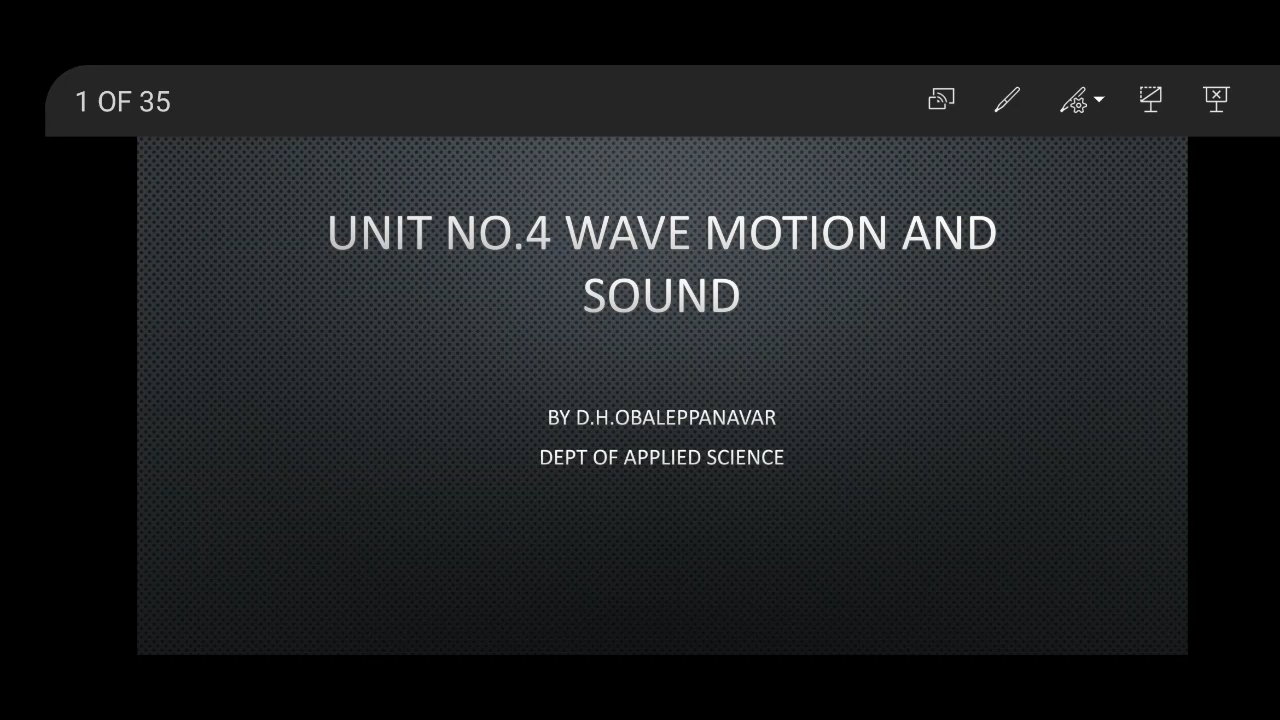 1 OF 35
UNIT NO.4 WAVE MOTION AND
SOUND
BY D.H.OBALEPPANAVAR
DEPT OF APPLIED SCIENCE